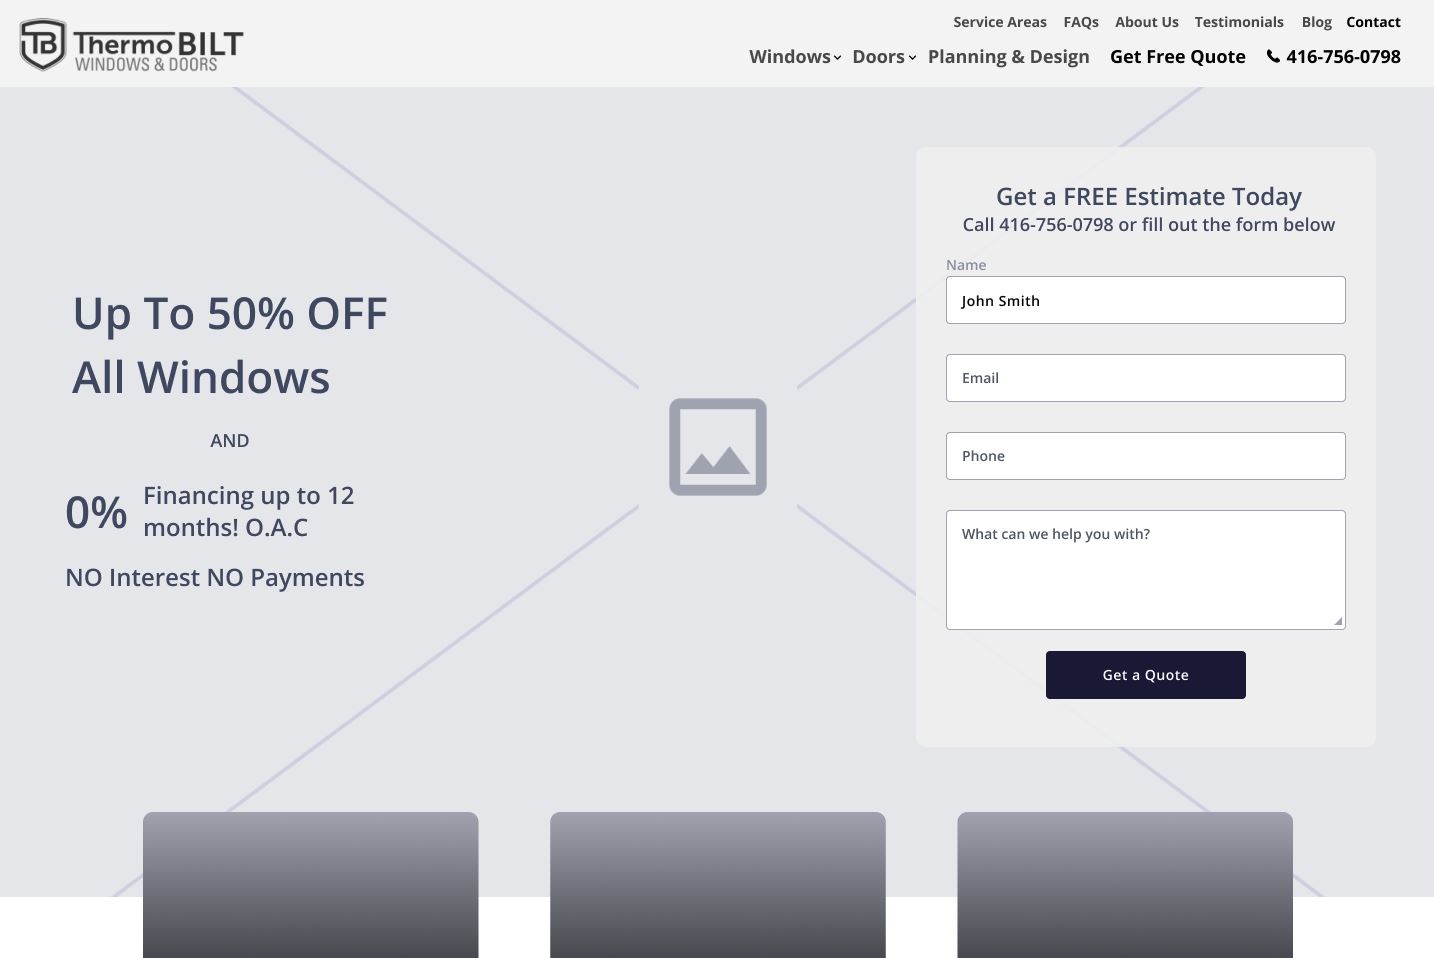 TB ThermoBILT
WINDOWS & DOORS
Service Areas FAQs About Us Testimonials Blog Contact
Windows Doors Planning & Design Get Free Quote 416-756-0798
Up To 50% OFF
All Windows
AND
0% Financing up to 12
months! O.A.C
NO Interest NO Payments
Get a FREE Estimate Today
Call 416-756-0798 or fill out the form below
Name
John Smith
Email
Phone
What can we help you with?
Get a Quote